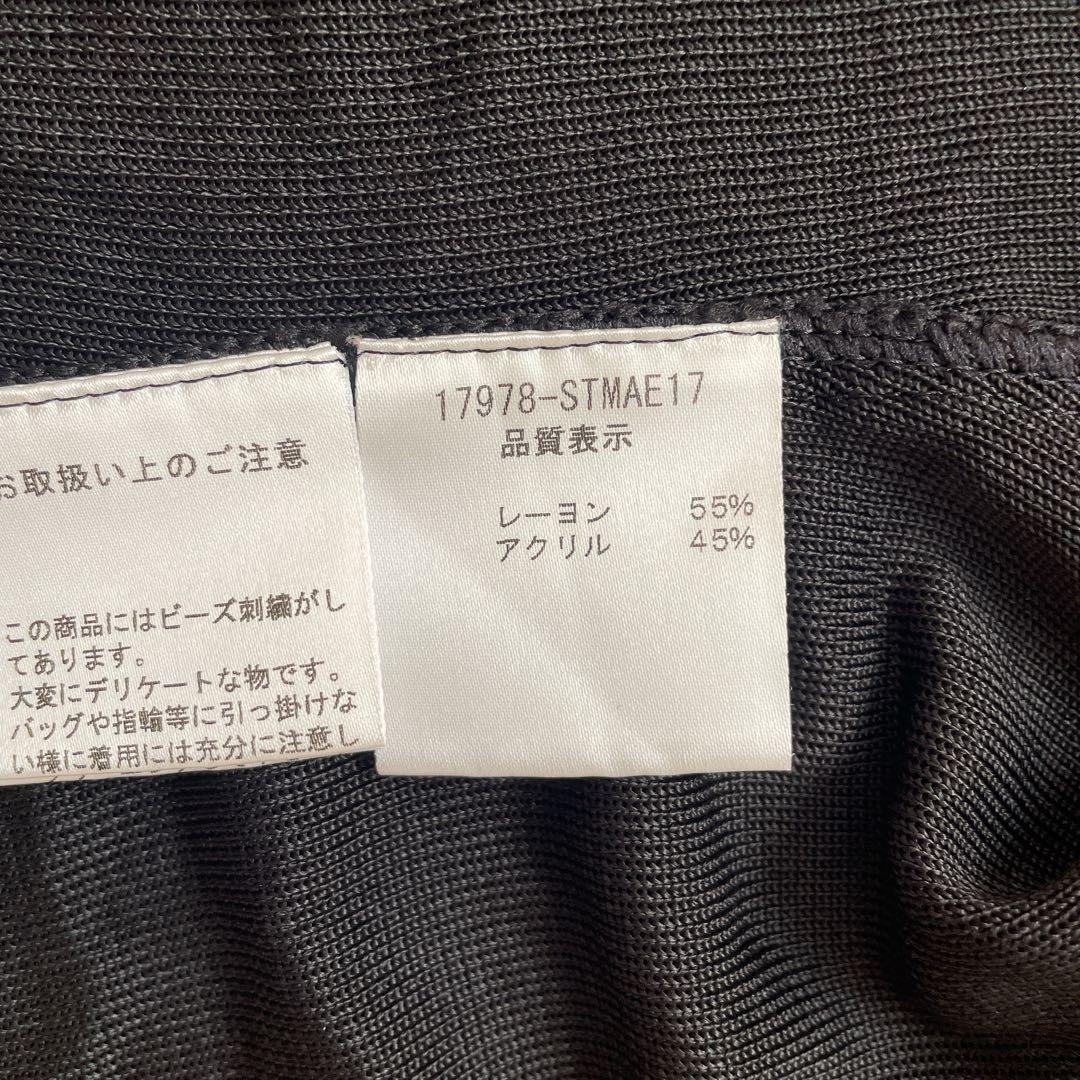 お取扱い上のご注意
この商品にはビーズ刺繍がし
てあります。
大変にデリケートな物です。
バッグや指輪等に引っ掛けな
い様に着用には充分に注意し
17978-STMAE17
品質表示
レーヨン 55%
アクリル 45%